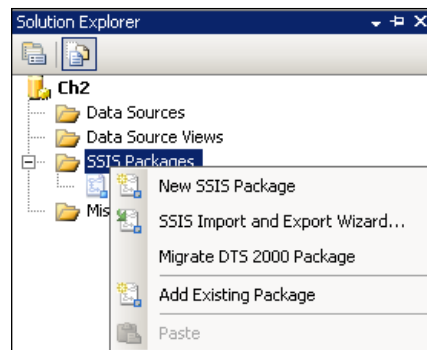 Solution Explorer
Ch2
Data Sources
Data Source Views
SSIS Packages
New SSIS Package
Mis
SSIS Import and Export Wizard...
Migrate DTS 2000 Package
Add Existing Package
Paste